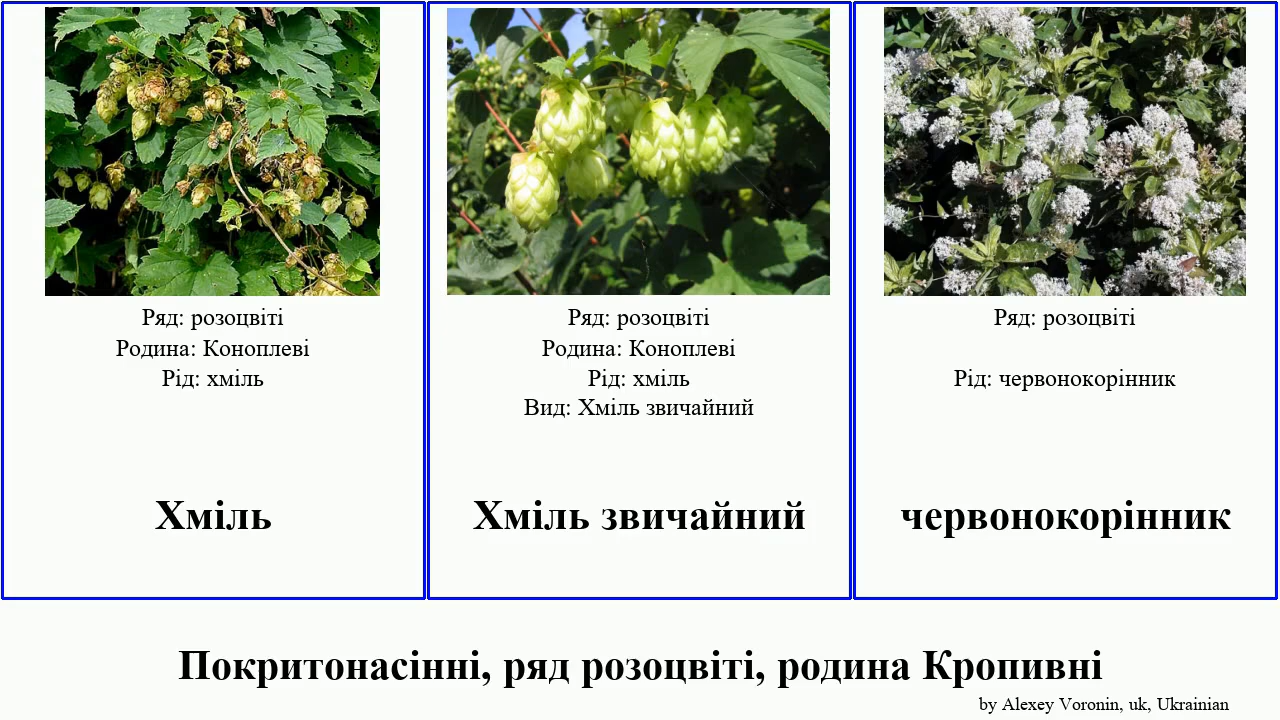 Ряд: розоцвіті
Родина: Коноплеві
Рід: хміль
Хміль
Ряд: розоцвіті
Родина: Коноплеві
Рід: хміль
Вид: Хміль звичайний
Хміль звичайний
Ряд: розоцвіті
Рід: червонокорінник
червонокорінник
Покритонасінні, ряд розоцвіті, родина Кропивні
by Alexey Voronin, uk, Ukrainian